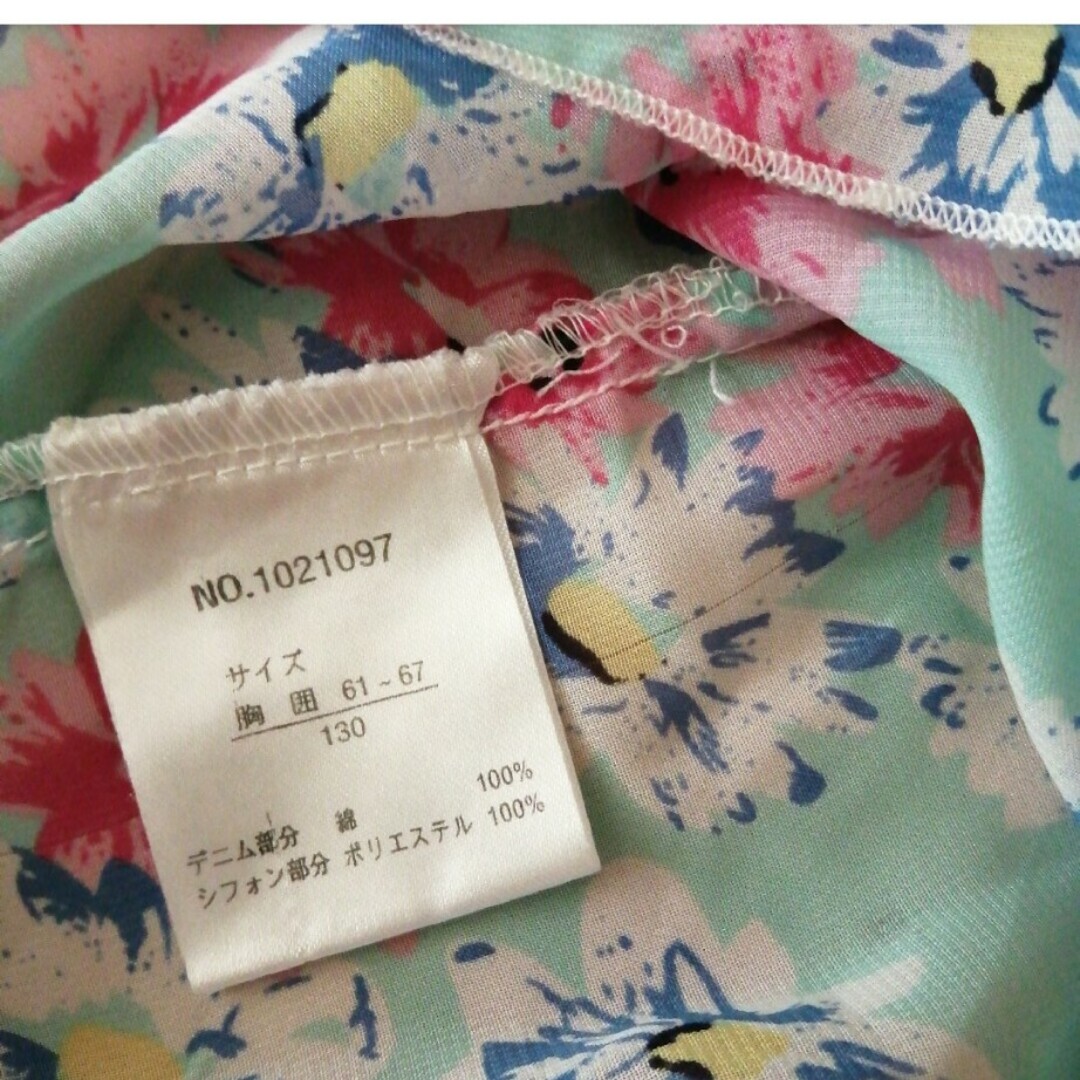 NO.1021097
サイズ
胸 囲 61~67
130
デニム部分 綿 100%
シフォン部分 ポリエステル 100%